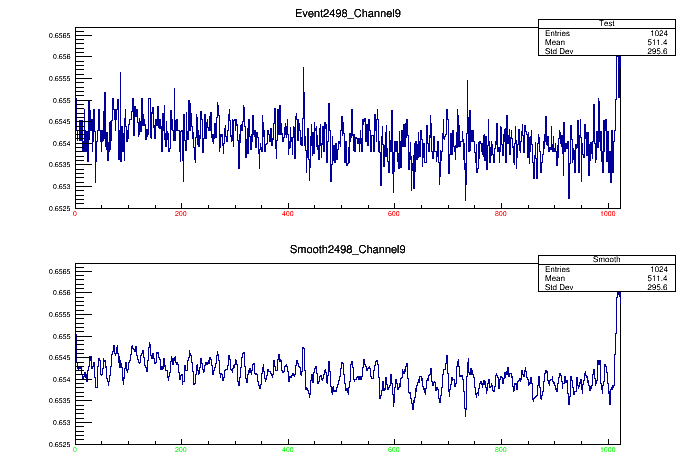 Event2498_Channel9
Test
Entries 1024
Mean 511.4
Std Dev 295.6
0.6565
0.656
0.6555
0.655
0.6545
0.654
0.6535
0.653
0.6525
0 200 400 600 800 1000
Smooth2498_Channel9
Smooth
Entries 1024
Mean 511.4
Std Dev 295.6
0.6565
0.656
0.6555
0.655
0.6545
0.654
0.6535
0.653
0.6525
0 200 400 600 800 1000